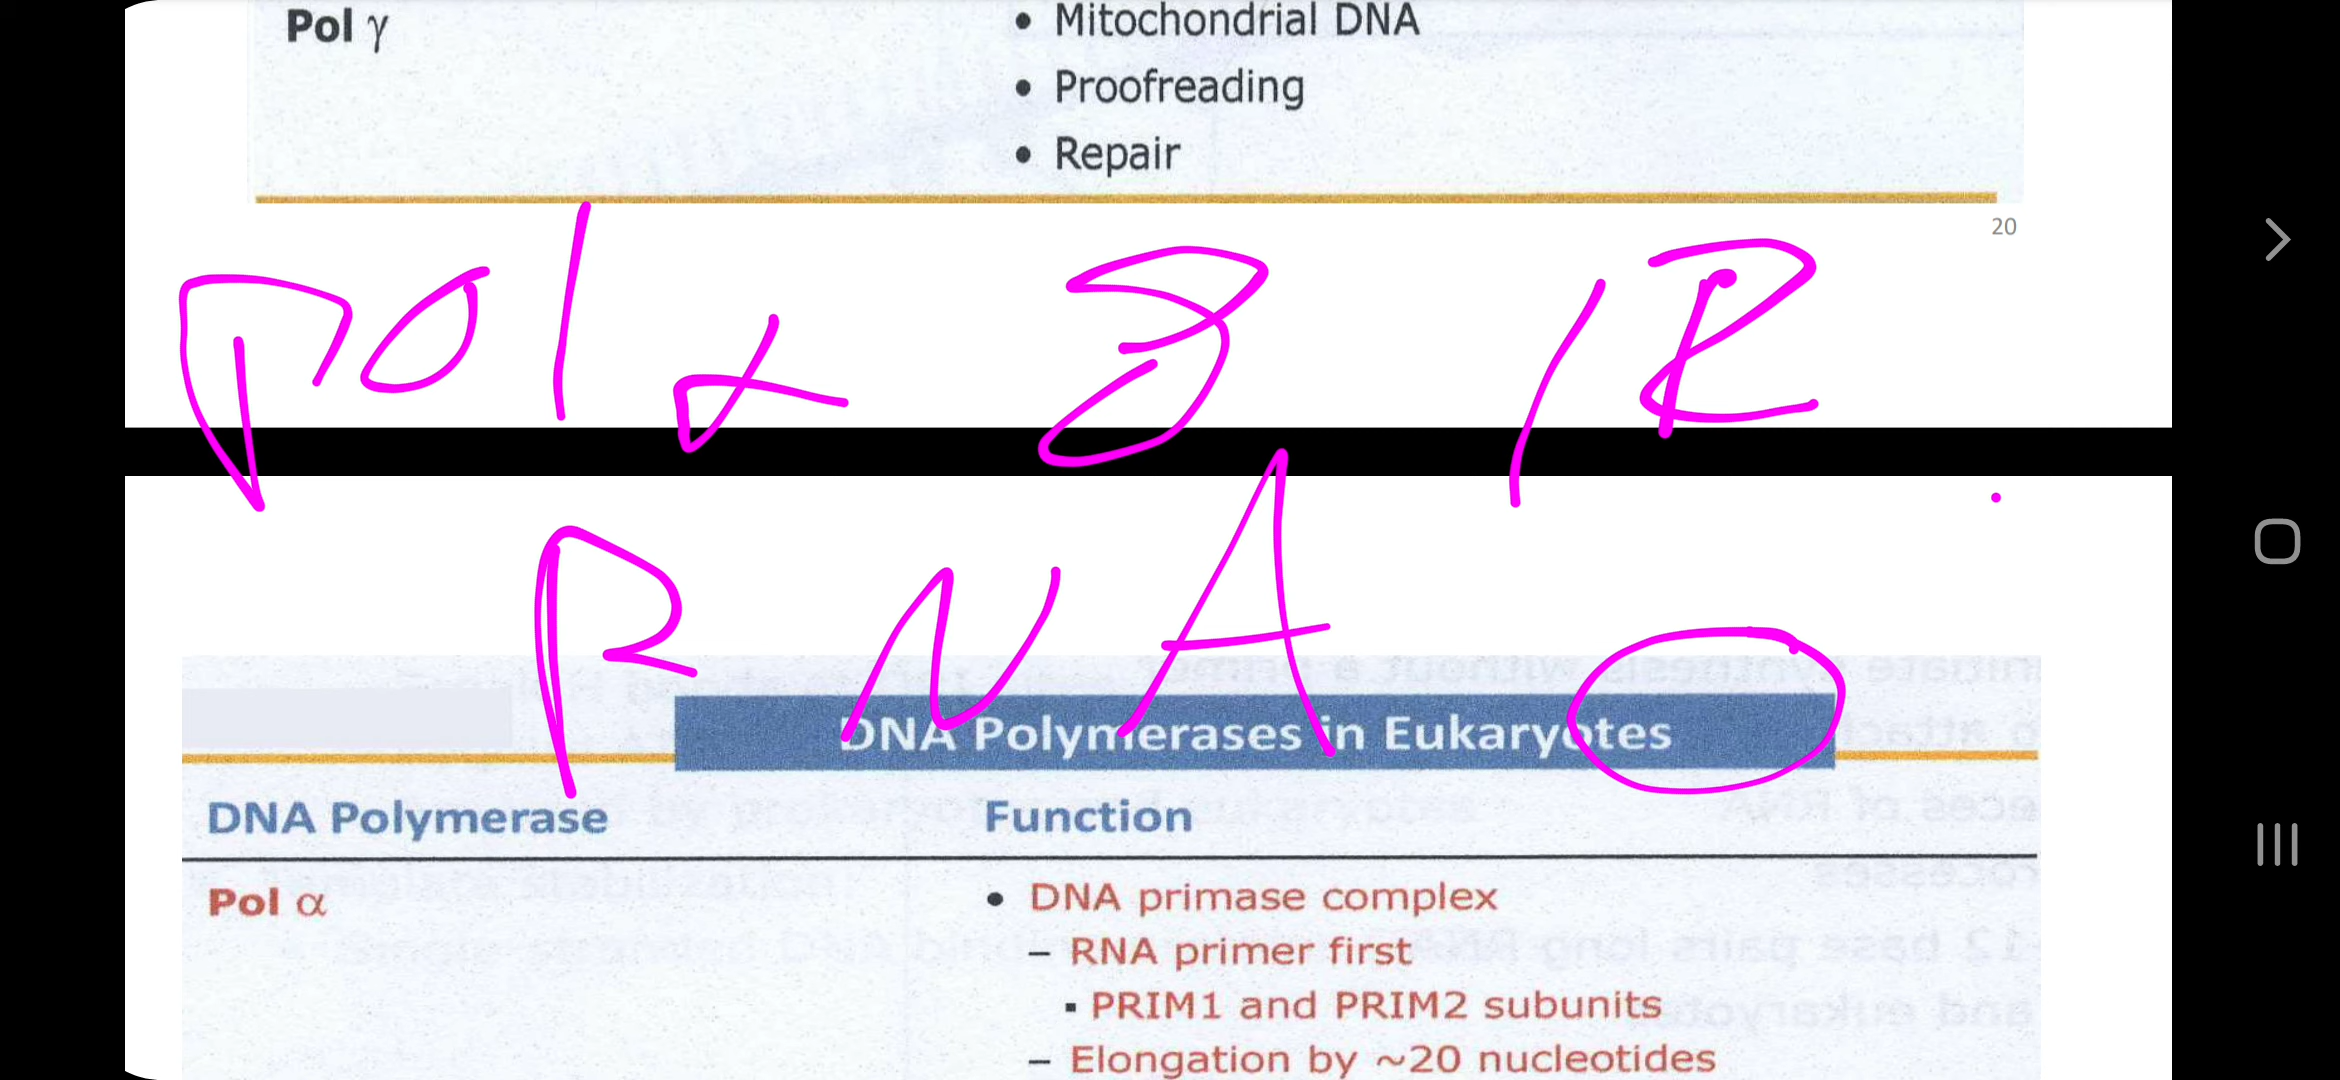 Pol γ
• Mitochondrial DNA
• Proofreading
• Repair
20
pol α
RNA
DNA Polymerases in Eukaryotes
DNA Polymerase Function
Pol α • DNA primase complex
– RNA primer first
▪ PRIM1 and PRIM2 subunits
– Elongation by ~20 nucleotides